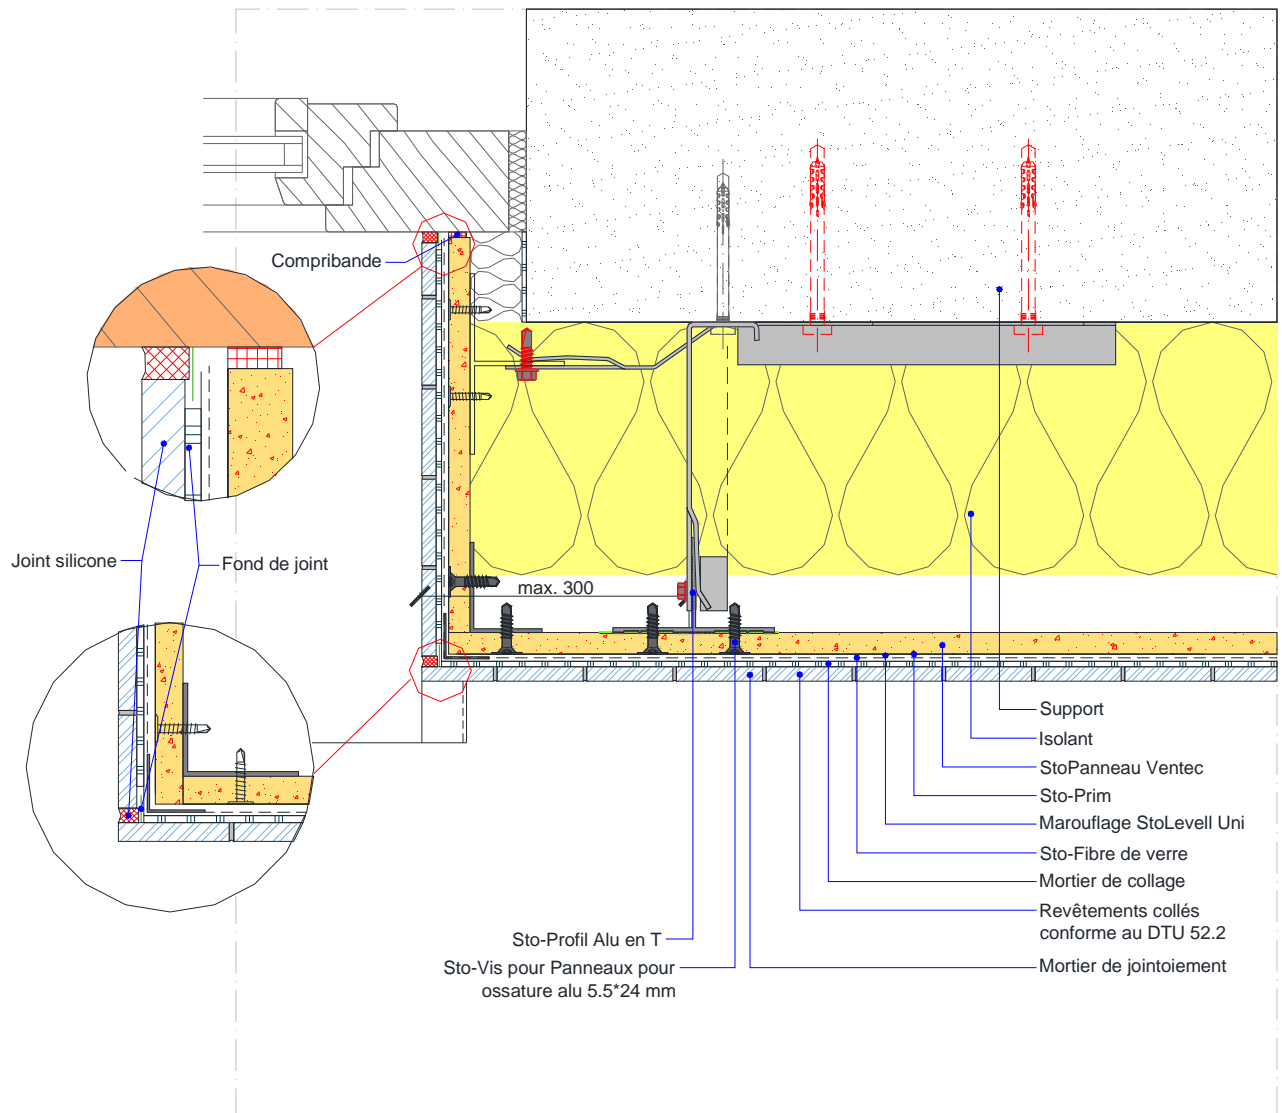 Compribande
Joint silicone
Fond de joint
max. 300
Support
Isolant
StoPanneau Ventec
Sto-Prim
Marouflage StoLevell Uni
Sto-Fibre de verre
Mortier de collage
Revêtements collés
conforme au DTU 52.2
Mortier de jointoiement
Sto-Profil Alu en T
Sto-Vis pour Panneaux pour
ossature alu 5.5*24 mm